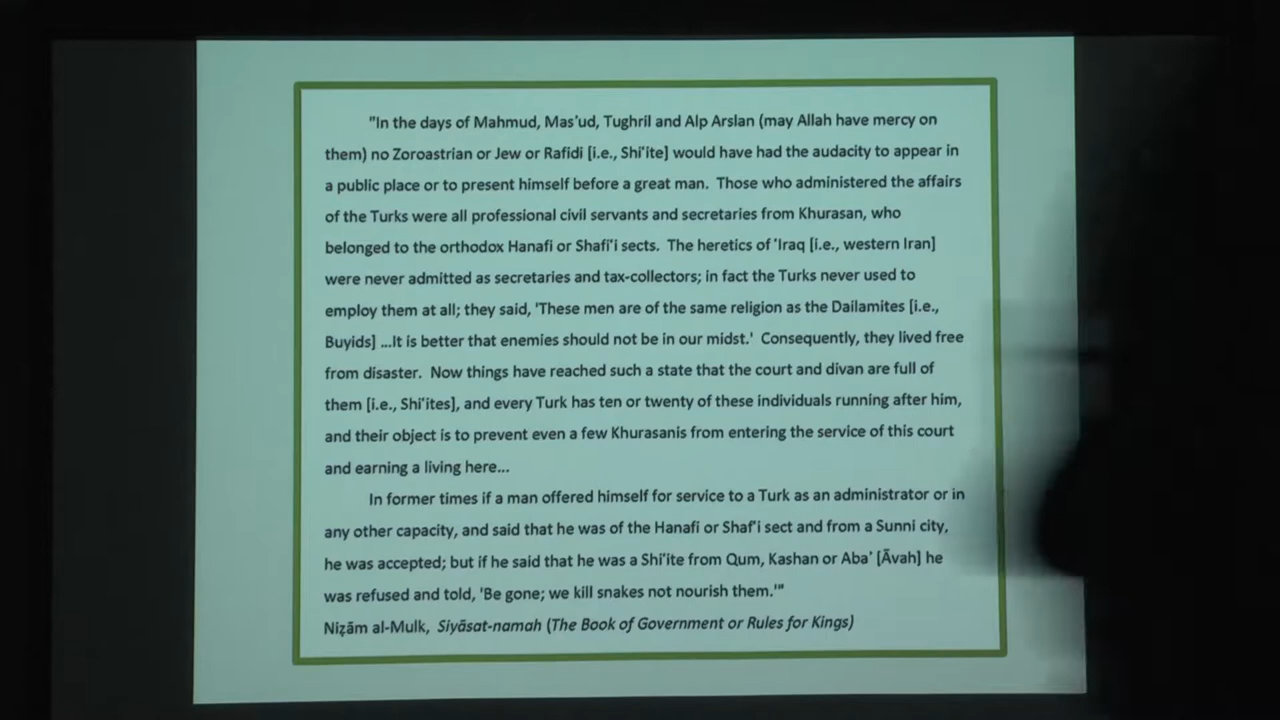 "In the days of Mahmud, Mas'ud, Tughril and Alp Arslan (may Allah have mercy on
them) no Zoroastrian or Jew or Rafidi [i.e., Shi'ite] would have had the audacity to appear in
a public place or to present himself before a great man. Those who administered the affairs
of the Turks were all professional civil servants and secretaries from Khurasan, who
belonged to the orthodox Hanafi or Shafi'i sects. The heretics of 'Iraq [i.e., western Iran]
were never admitted as secretaries and tax-collectors; in fact the Turks never used to
employ them at all; they said, 'These men are of the same religion as the Dailamites [i.e.,
Buyids] ...It is better that enemies should not be in our midst.' Consequently, they lived free
from disaster. Now things have reached such a state that the court and divan are full of
them [i.e., Shi'ites], and every Turk has ten or twenty of these individuals running after him,
and their object is to prevent even a few Khurasanis from entering the service of this court
and earning a living here...
In former times if a man offered himself for service to a Turk as an administrator or in
any other capacity, and said that he was of the Hanafi or Shaf'i sect and from a Sunni city,
he was accepted; but if he said that he was a Shi'ite from Qum, Kashan or Aba' [Āvah] he
was refused and told, 'Be gone; we kill snakes not nourish them.'"
Niẓām al-Mulk, Siyāsat-namah (The Book of Government or Rules for Kings)